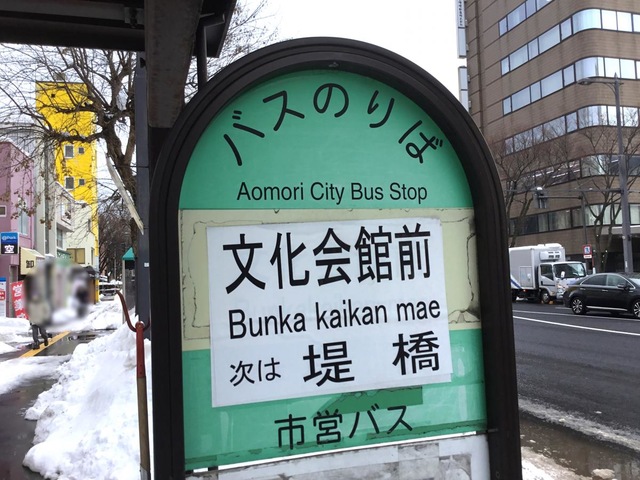 バスのりば
Aomori City Bus Stop
文化会館前
Bunka kaikan mae
次は 堤 橋
市営バス